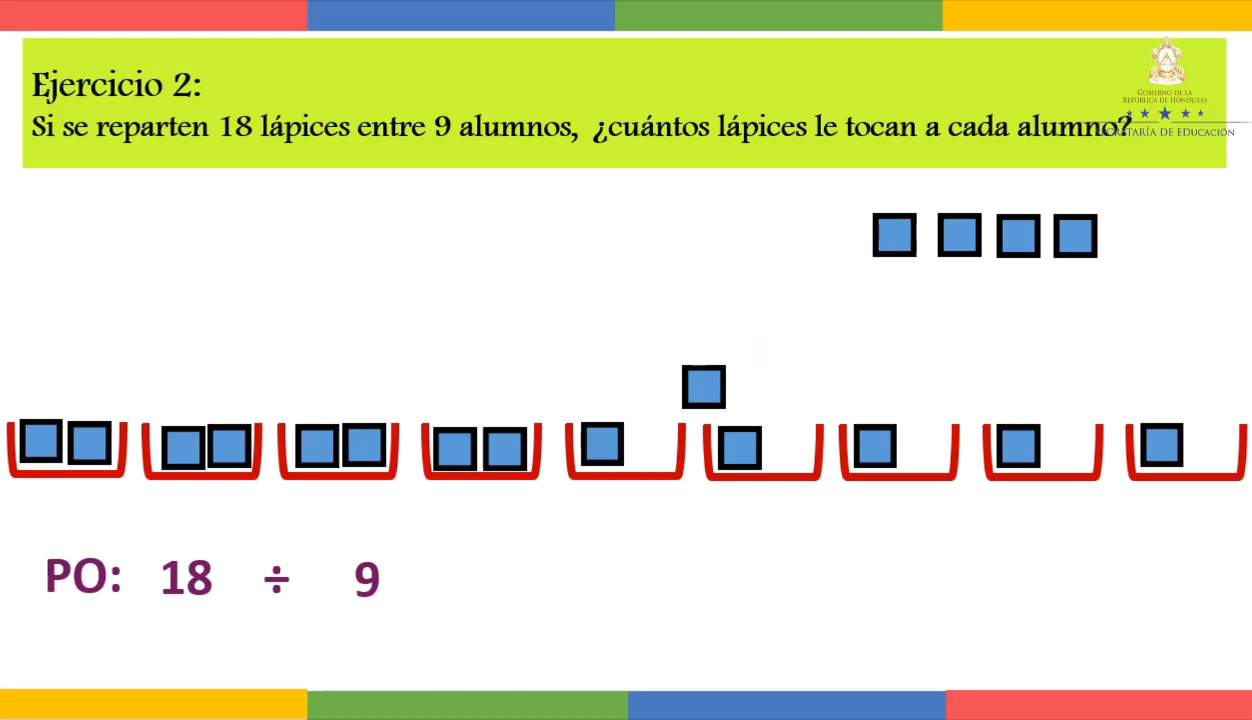 Ejercicio 2:
Si se reparten 18 lápices entre 9 alumnos, ¿cuántos lápices le tocan a cada alumno?
GOBIERNO DE LA
REPÚBLICA DE HONDURAS
SECRETARÍA DE EDUCACIÓN
PO: 18 ÷ 9